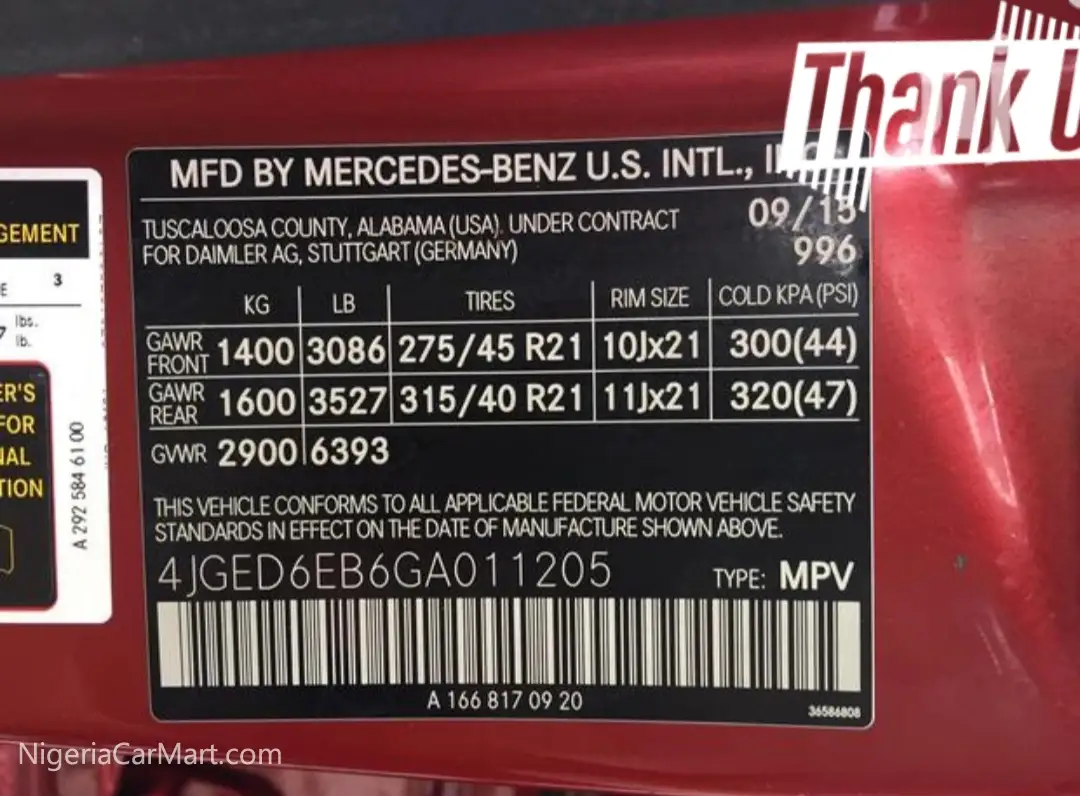 Thank U
MFD BY MERCEDES-BENZ U.S. INTL.,
TUSCALOOSA COUNTY, ALABAMA (USA). UNDER CONTRACT
FOR DAIMLER AG, STUTTGART (GERMANY)
09/15
996
KG LB TIRES RIM SIZE COLD KPA (PSI)
GAWR FRONT 1400 3086 275/45 R21 10Jx21 300(44)
GAWR REAR 1600 3527 315/40 R21 11Jx21 320(47)
GVWR 2900 6393
THIS VEHICLE CONFORMS TO ALL APPLICABLE FEDERAL MOTOR VEHICLE SAFETY
STANDARDS IN EFFECT ON THE DATE OF MANUFACTURE SHOWN ABOVE.
4JGED6EB6GA011205 TYPE: MPV
A 166 817 09 20
36586808
3
lbs.
lb.
FOR
A 292 584 61 00
NigeriaCarMart.com